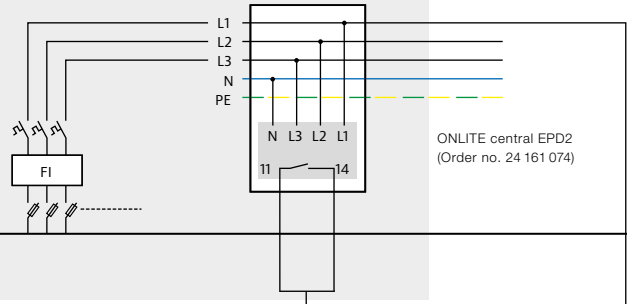 L1
L2
L3
N
PE
N L3 L2 L1
11 14
FI
ONLITE central EPD2
(Order no. 24 161 074)